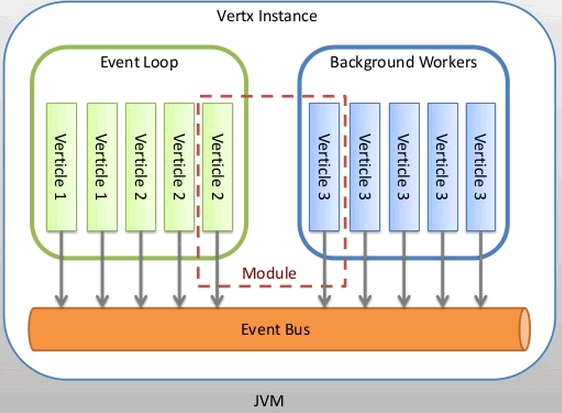 Vertx Instance
Event Loop
Background Workers
Verticle 1
Verticle 1
Verticle 2
Verticle 2
Verticle 2
Verticle 3
Verticle 3
Verticle 3
Verticle 3
Verticle 3
Module
Event Bus
JVM